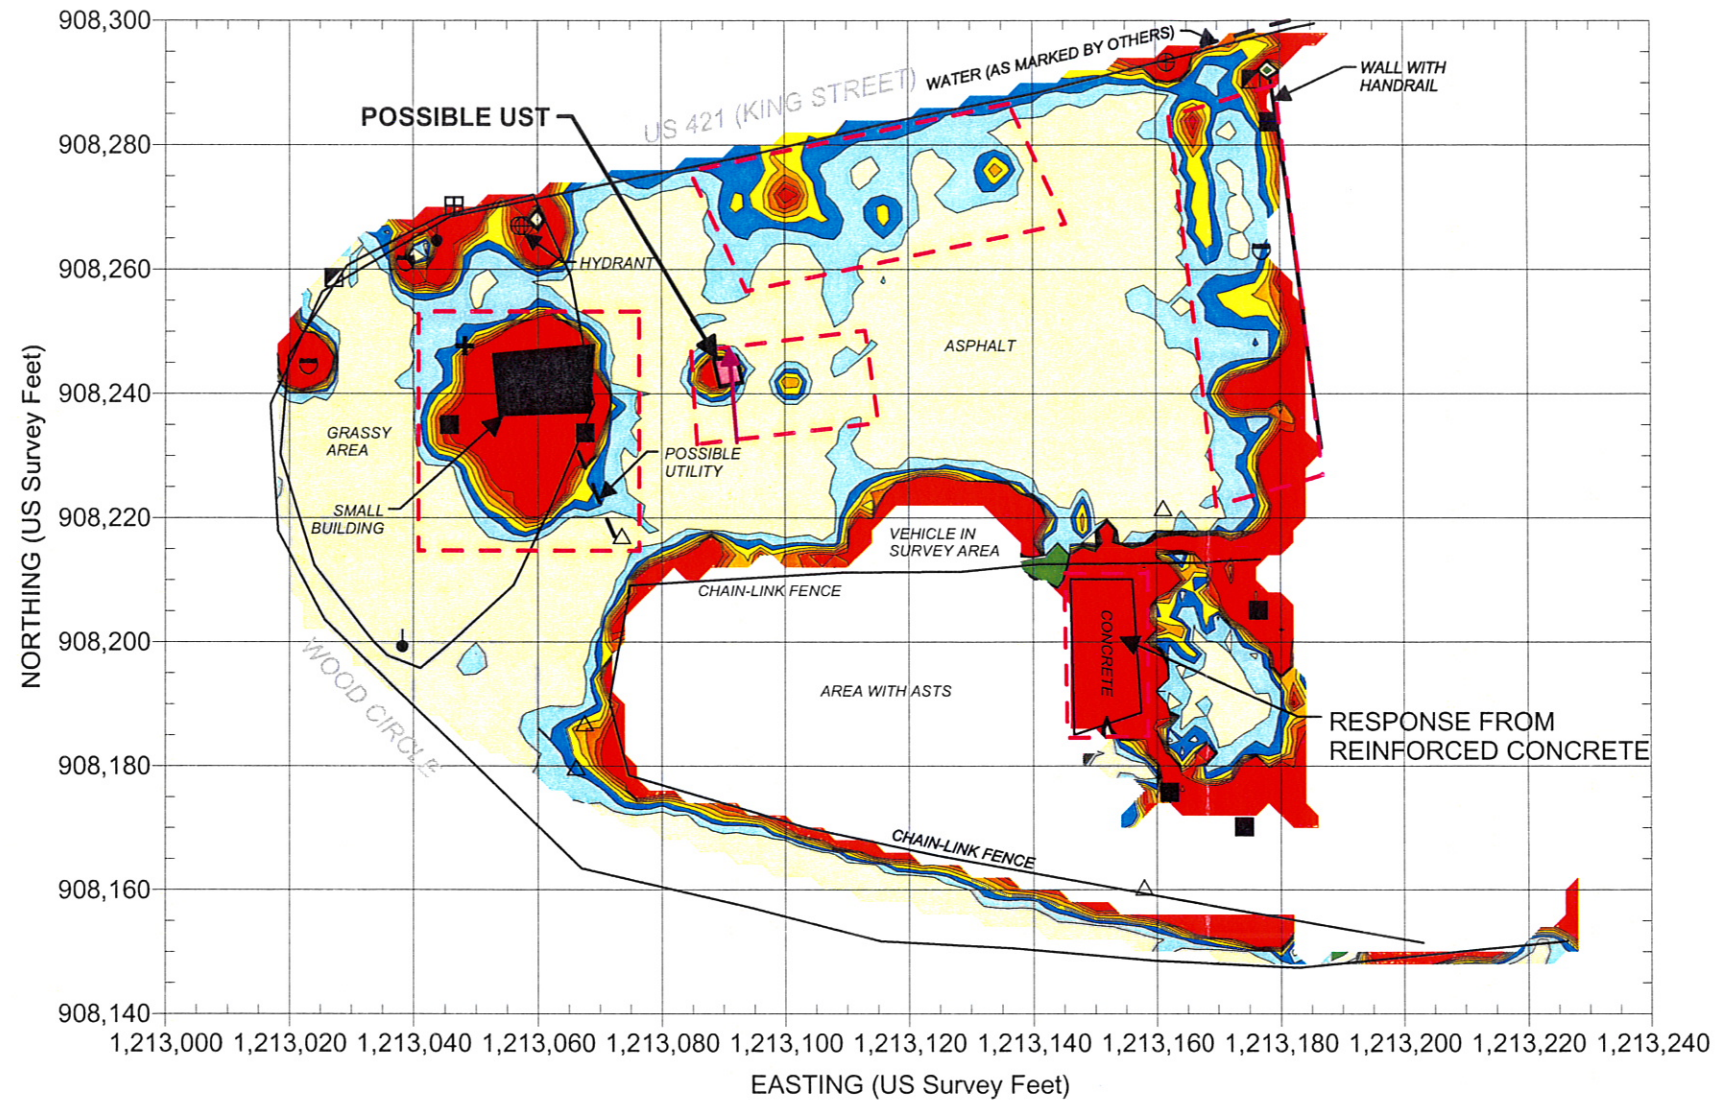 908,300
908,280
908,260
908,240
908,220
908,200
908,180
908,160
908,140
NORTHING (US Survey Feet)
WATER (AS MARKED BY OTHERS)
US 421 (KING STREET)
POSSIBLE UST
WALL WITH
HANDRAIL
HYDRANT
ASPHALT
GRASSY
AREA
POSSIBLE
UTILITY
SMALL
BUILDING
VEHICLE IN
SURVEY AREA
CHAIN-LINK FENCE
CONCRETE
WOOD CIRCLE
AREA WITH ASTS
RESPONSE FROM
REINFORCED CONCRETE
CHAIN-LINK FENCE
1,213,000 1,213,020 1,213,040 1,213,060 1,213,080 1,213,100 1,213,120 1,213,140 1,213,160 1,213,180 1,213,200 1,213,220 1,213,240
EASTING (US Survey Feet)